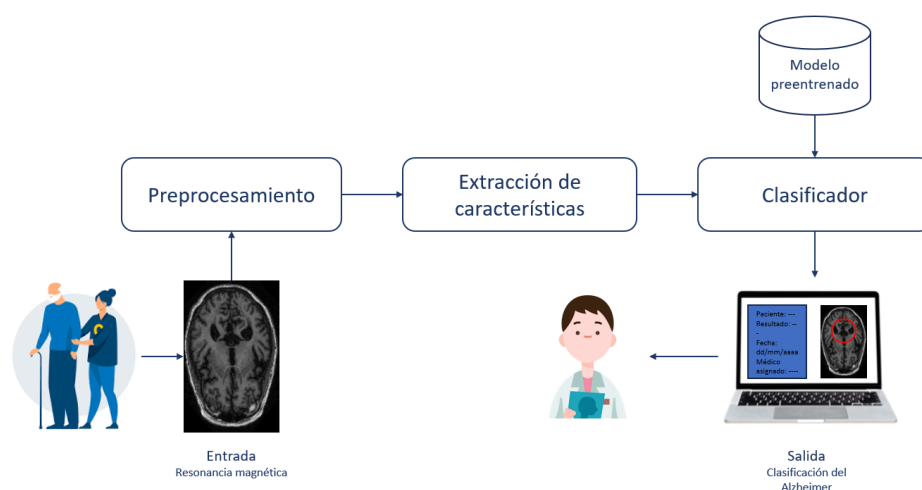 Modelo
preentrenado
Preprocesamiento
Extracción de
características
Clasificador
Paciente: ---
Resultado: --
-
Fecha:
dd/mm/aaaa
Médico
asignado: ----
Entrada
Resonancia magnética
Salida
Clasificación del
Alzheimer